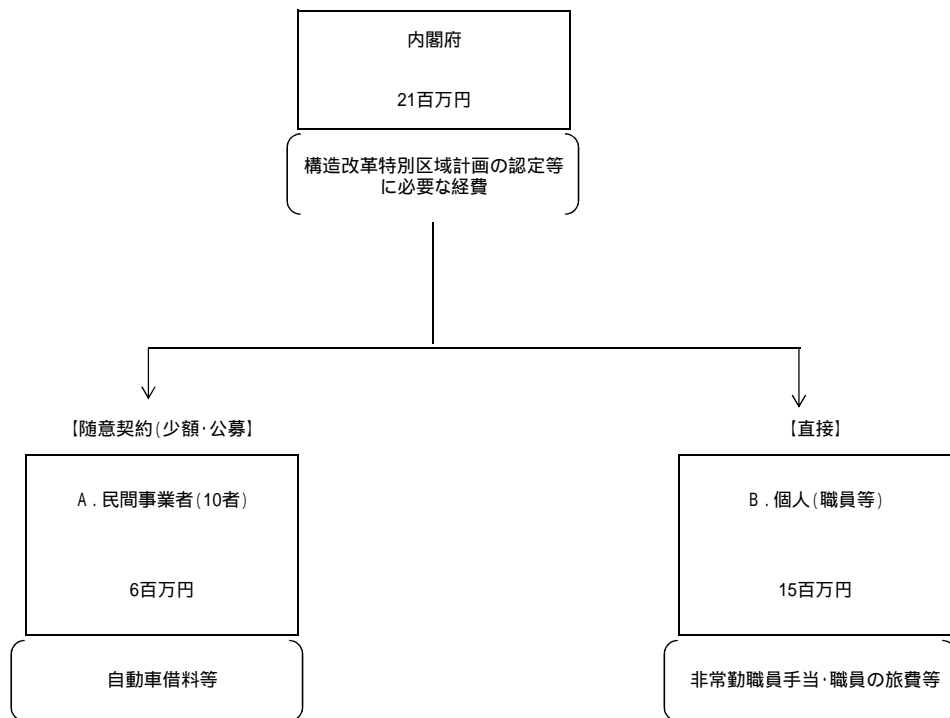 内閣府
21百万円
構造改革特別区域計画の認定等
に必要な経費
【随意契約(少額･公募】
【直接】
A．民間事業者(10者)
6百万円
自動車借料等
B．個人(職員等)
15百万円
非常勤職員手当･職員の旅費等